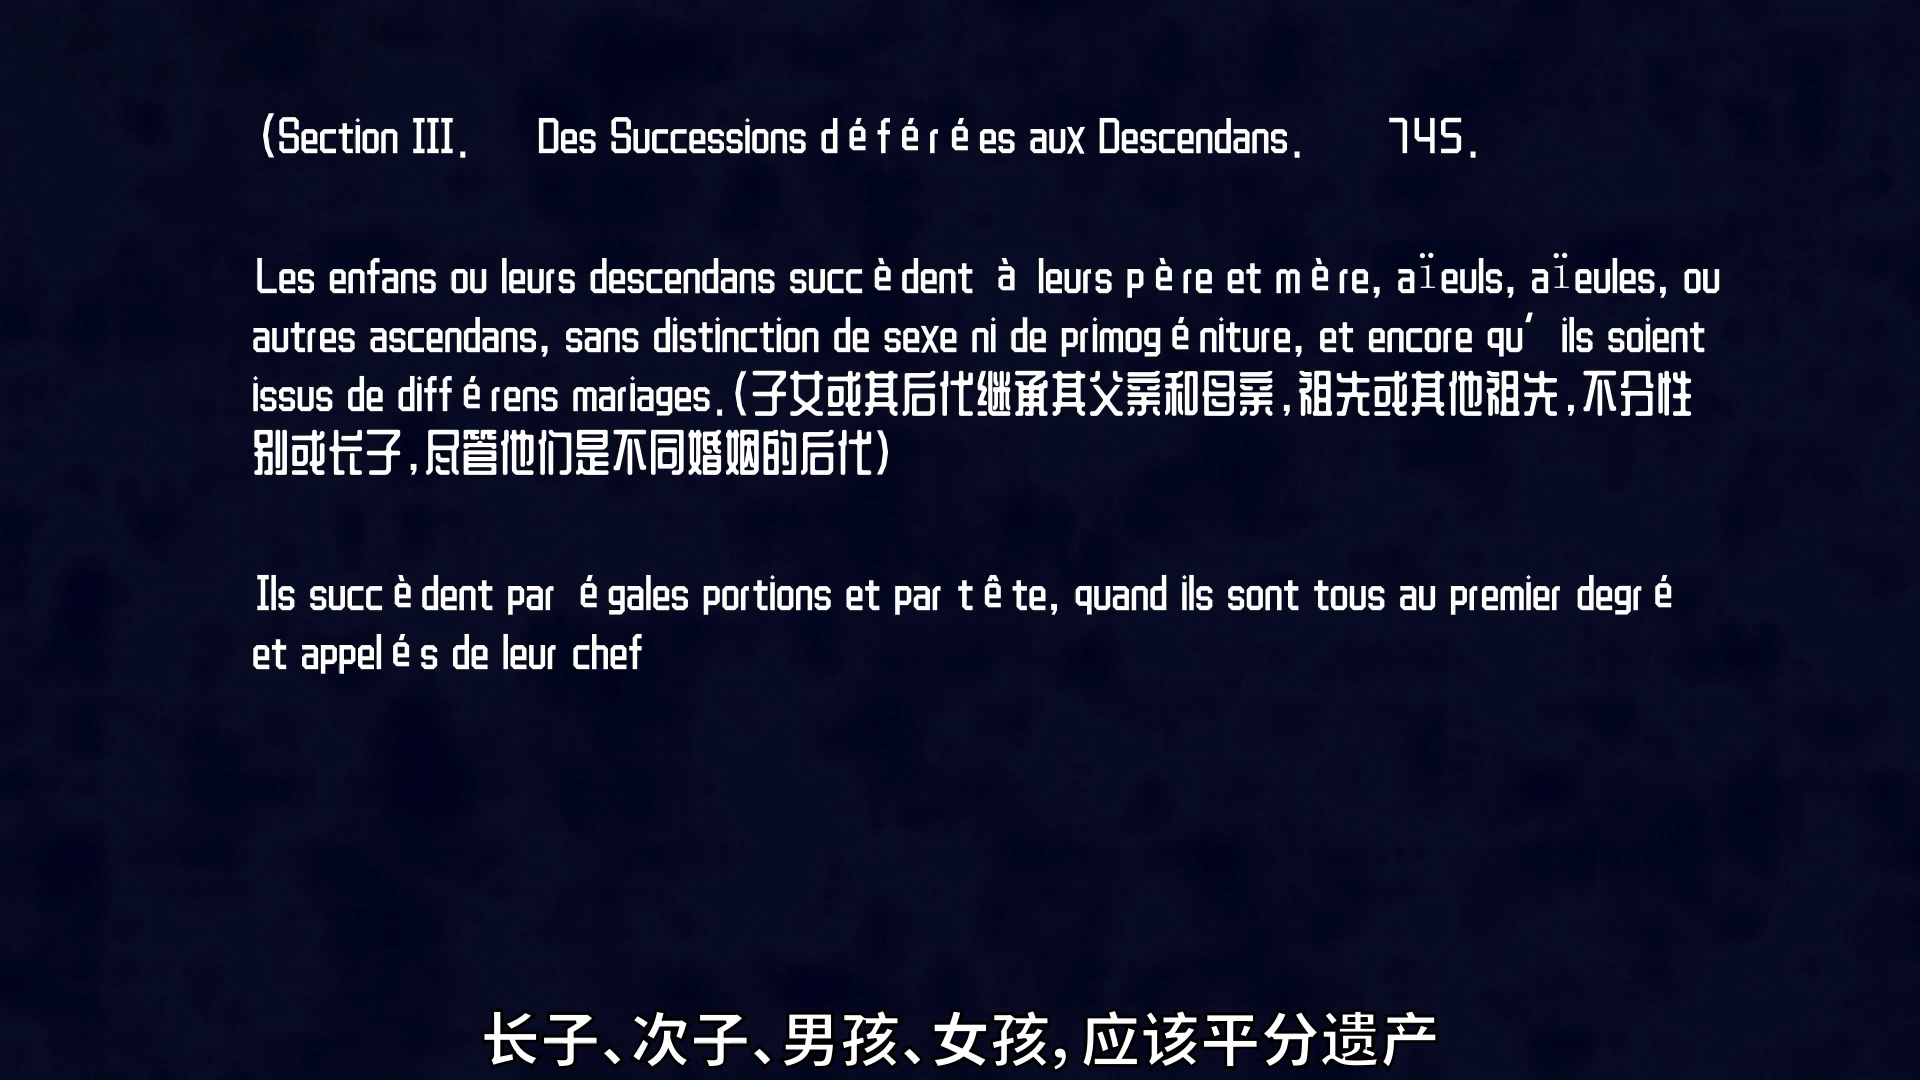 (Section III. Des Successions déférées aux Descendans. 745.
Les enfans ou leurs descendans succèdent à leurs père et mère, aïeuls, aïeules, ou
autres ascendans, sans distinction de sexe ni de primogéniture, et encore qu'ils soient
issus de différens mariages.(子女或其后代继承其父亲和母亲,祖先或其他祖先,不分性
别或长子,尽管他们是不同婚姻的后代)
Ils succèdent par égales portions et par tête, quand ils sont tous au premier degré
et appelés de leur chef
长子、次子、男孩、女孩,应该平分遗产